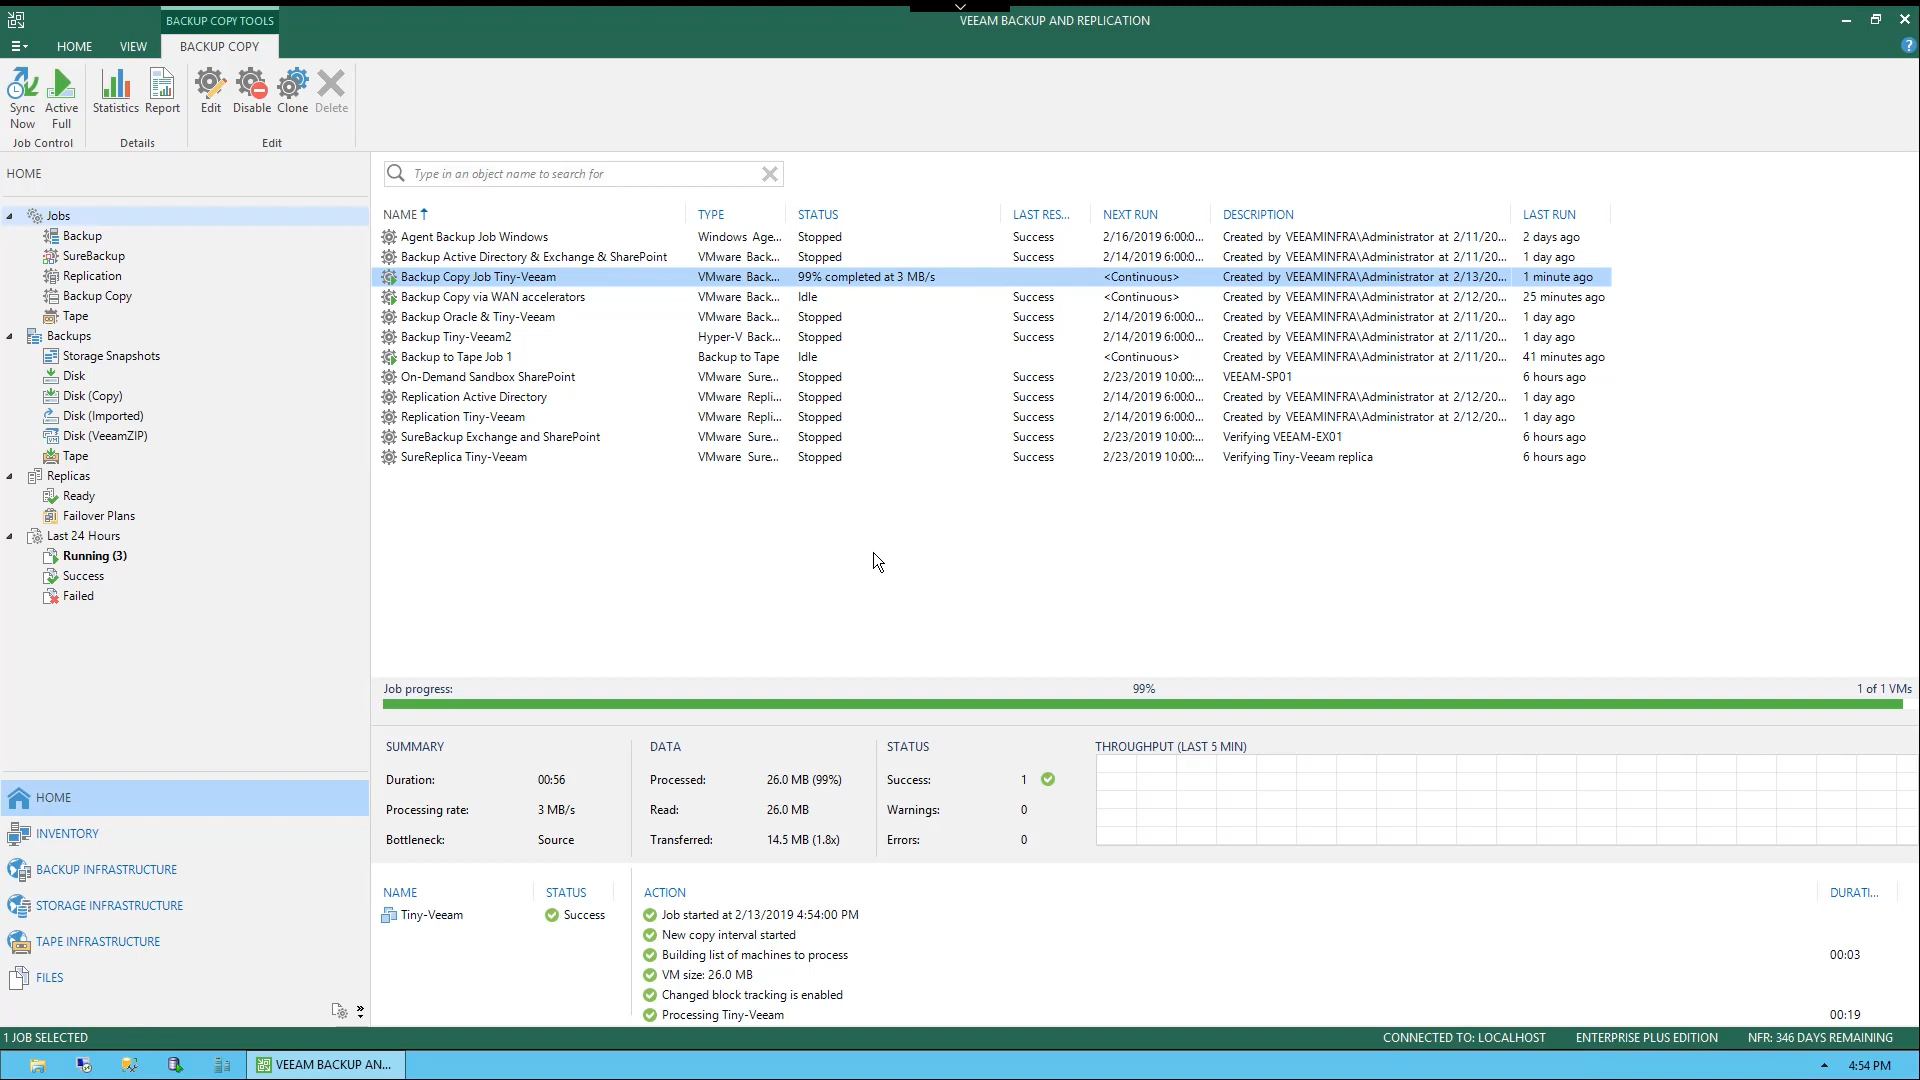 BACKUP COPY TOOLS
VEEAM BACKUP AND REPLICATION
HOME VIEW BACKUP COPY
?
Sync Now
Active Full
Statistics
Report
Edit
Disable
Clone
Delete
Job Control
Details
Edit
HOME
Jobs
Backup
SureBackup
Replication
Backup Copy
Tape
Backups
Storage Snapshots
Disk
Disk (Copy)
Disk (Imported)
Disk (VeeamZIP)
Tape
Replicas
Ready
Failover Plans
Last 24 Hours
Running (3)
Success
Failed
HOME
INVENTORY
BACKUP INFRASTRUCTURE
STORAGE INFRASTRUCTURE
TAPE INFRASTRUCTURE
FILES
Type in an object name to search for
NAME TYPE STATUS LAST RES... NEXT RUN DESCRIPTION LAST RUN
Agent Backup Job Windows Windows Age... Stopped Success 2/16/2019 6:00:0... Created by VEEAMINFRA\Administrator at 2/11/20... 2 days ago
Backup Active Directory & Exchange & SharePoint VMware Back... Stopped Success 2/14/2019 6:00:0... Created by VEEAMINFRA\Administrator at 2/11/20... 1 day ago
Backup Copy Job Tiny-Veeam VMware Back... 99% completed at 3 MB/s <Continuous> Created by VEEAMINFRA\Administrator at 2/13/20... 1 minute ago
Backup Copy via WAN accelerators VMware Back... Idle Success <Continuous> Created by VEEAMINFRA\Administrator at 2/12/20... 25 minutes ago
Backup Oracle & Tiny-Veeam VMware Back... Stopped Success 2/14/2019 6:00:0... Created by VEEAMINFRA\Administrator at 2/11/20... 1 day ago
Backup Tiny-Veeam2 Hyper-V Back... Stopped Success 2/14/2019 6:00:0... Created by VEEAMINFRA\Administrator at 2/11/20... 1 day ago
Backup to Tape Job 1 Backup to Tape Idle <Continuous> Created by VEEAMINFRA\Administrator at 2/11/20... 41 minutes ago
On-Demand Sandbox SharePoint VMware Sure... Stopped Success 2/23/2019 10:00:... VEEAM-SP01 6 hours ago
Replication Active Directory VMware Repli... Stopped Success 2/14/2019 6:00:0... Created by VEEAMINFRA\Administrator at 2/12/20... 1 day ago
Replication Tiny-Veeam VMware Repli... Stopped Success 2/14/2019 6:00:0... Created by VEEAMINFRA\Administrator at 2/12/20... 1 day ago
SureBackup Exchange and SharePoint VMware Sure... Stopped Success 2/23/2019 10:00:... Verifying VEEAM-EX01 6 hours ago
SureReplica Tiny-Veeam VMware Sure... Stopped Success 2/23/2019 10:00:... Verifying Tiny-Veeam replica 6 hours ago
Job progress: 99% 1 of 1 VMs
SUMMARY
Duration: 00:56
Processing rate: 3 MB/s
Bottleneck: Source
DATA
Processed: 26.0 MB (99%)
Read: 26.0 MB
Transferred: 14.5 MB (1.8x)
STATUS
Success: 1
Warnings: 0
Errors: 0
THROUGHPUT (LAST 5 MIN)
NAME STATUS
Tiny-Veeam Success
ACTION DURATI...
Job started at 2/13/2019 4:54:00 PM
New copy interval started
Building list of machines to process 00:03
VM size: 26.0 MB
Changed block tracking is enabled
Processing Tiny-Veeam 00:19
1 JOB SELECTED
CONNECTED TO: LOCALHOST ENTERPRISE PLUS EDITION NFR: 346 DAYS REMAINING
VEEAM BACKUP AN...
4:54 PM